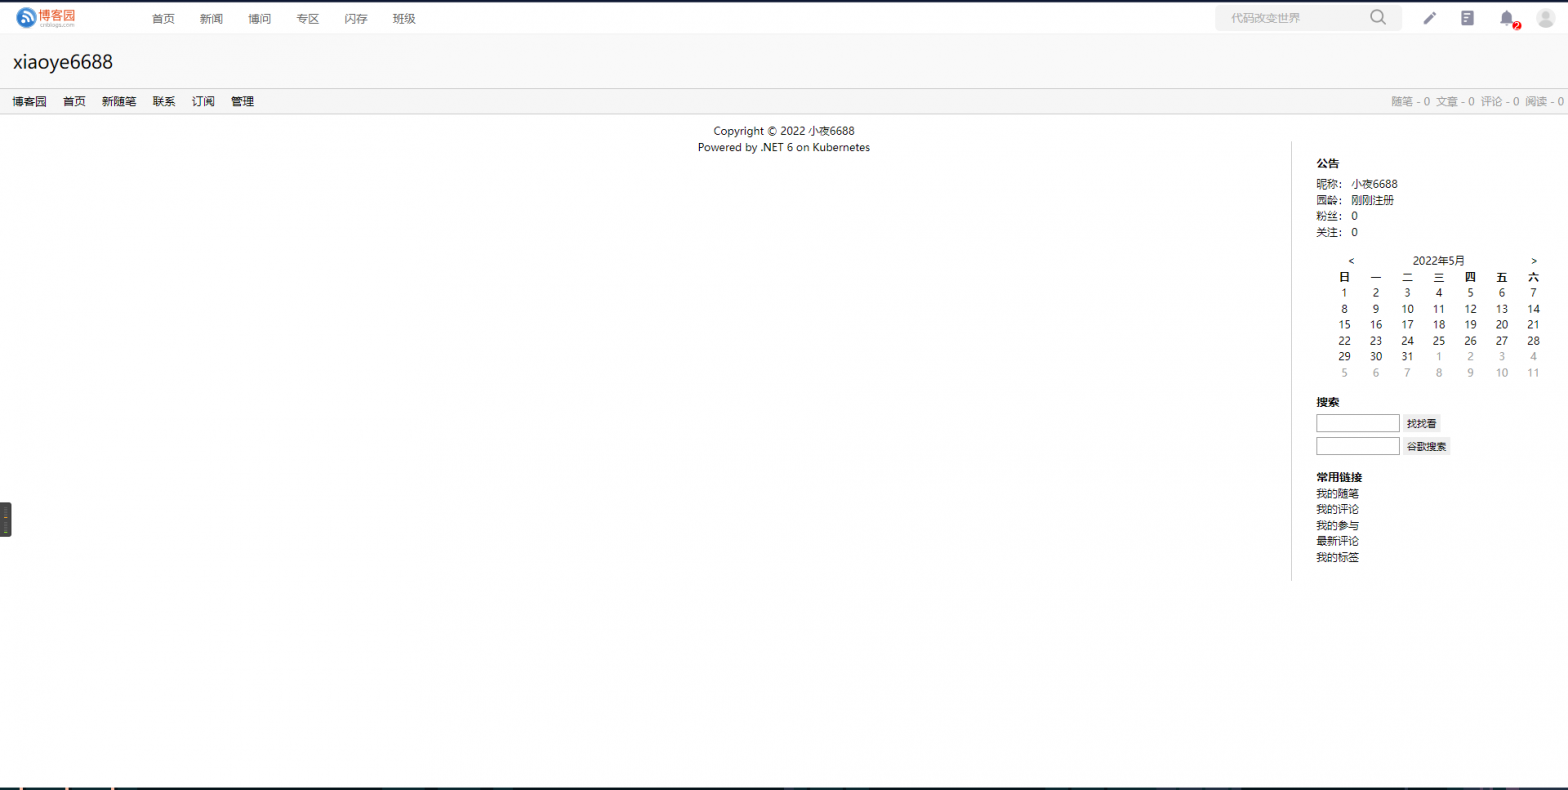 博客园
cnblogs.com
首页 新闻 博问 专区 闪存 班级
代码改变世界
2
xiaoye6688
博客园 首页 新随笔 联系 订阅 管理
随笔 - 0 文章 - 0 评论 - 0 阅读 - 0
Copyright © 2022 小夜6688
Powered by .NET 6 on Kubernetes
公告
昵称： 小夜6688
园龄： 刚刚注册
粉丝： 0
关注： 0
< 2022年5月 >
日 一 二 三 四 五 六
1 2 3 4 5 6 7
8 9 10 11 12 13 14
15 16 17 18 19 20 21
22 23 24 25 26 27 28
29 30 31 1 2 3 4
5 6 7 8 9 10 11
搜索
找找看
谷歌搜索
常用链接
我的随笔
我的评论
我的参与
最新评论
我的标签